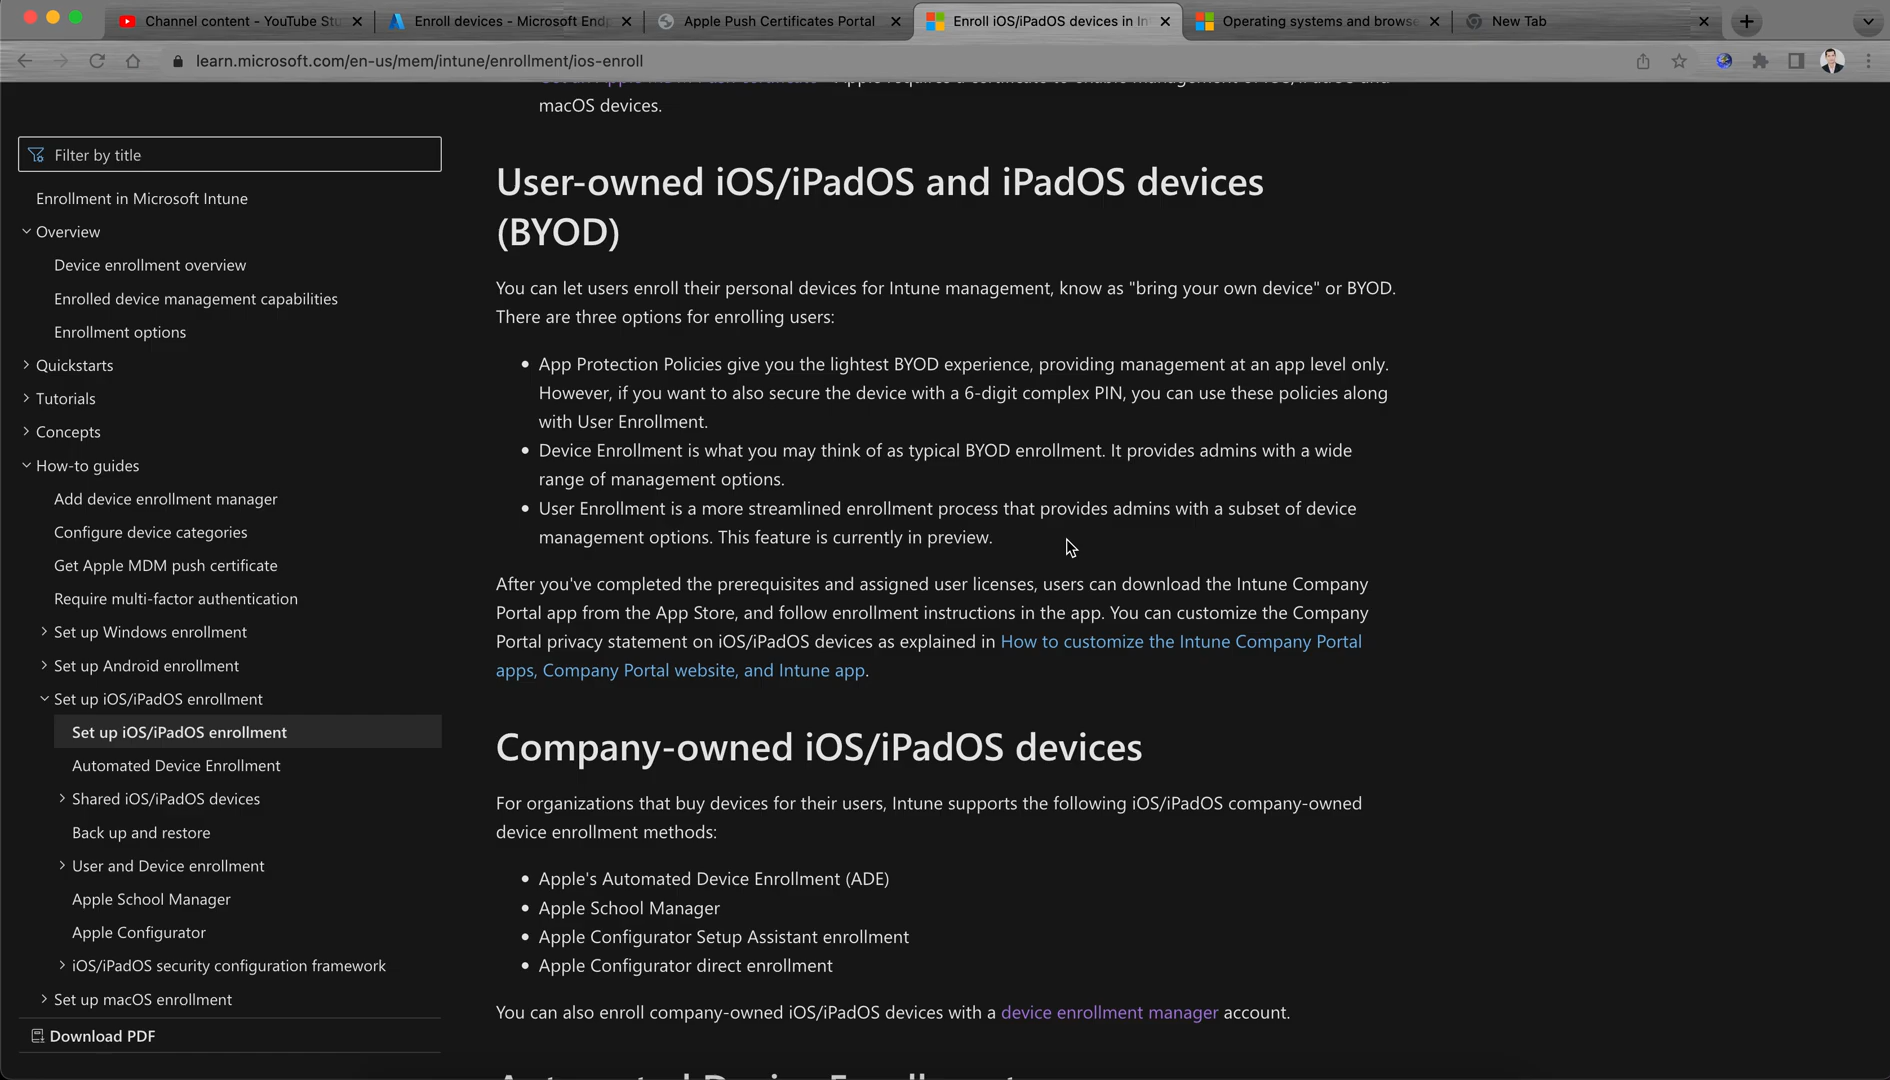 Channel content - YouTube Stu
Enroll devices - Microsoft Endp
Apple Push Certificates Portal
Enroll iOS/iPadOS devices in In
Operating systems and browse
New Tab
learn.microsoft.com/en-us/mem/intune/enrollment/ios-enroll
macOS devices.
Filter by title
Enrollment in Microsoft Intune
Overview
Device enrollment overview
Enrolled device management capabilities
Enrollment options
Quickstarts
Tutorials
Concepts
How-to guides
Add device enrollment manager
Configure device categories
Get Apple MDM push certificate
Require multi-factor authentication
Set up Windows enrollment
Set up Android enrollment
Set up iOS/iPadOS enrollment
Set up iOS/iPadOS enrollment
Automated Device Enrollment
Shared iOS/iPadOS devices
Back up and restore
User and Device enrollment
Apple School Manager
Apple Configurator
iOS/iPadOS security configuration framework
Set up macOS enrollment
Download PDF
User-owned iOS/iPadOS and iPadOS devices
(BYOD)
You can let users enroll their personal devices for Intune management, know as "bring your own device" or BYOD.
There are three options for enrolling users:
App Protection Policies give you the lightest BYOD experience, providing management at an app level only.
However, if you want to also secure the device with a 6-digit complex PIN, you can use these policies along
with User Enrollment.
Device Enrollment is what you may think of as typical BYOD enrollment. It provides admins with a wide
range of management options.
User Enrollment is a more streamlined enrollment process that provides admins with a subset of device
management options. This feature is currently in preview.
After you've completed the prerequisites and assigned user licenses, users can download the Intune Company
Portal app from the App Store, and follow enrollment instructions in the app. You can customize the Company
Portal privacy statement on iOS/iPadOS devices as explained in How to customize the Intune Company Portal
apps, Company Portal website, and Intune app.
Company-owned iOS/iPadOS devices
For organizations that buy devices for their users, Intune supports the following iOS/iPadOS company-owned
device enrollment methods:
Apple's Automated Device Enrollment (ADE)
Apple School Manager
Apple Configurator Setup Assistant enrollment
Apple Configurator direct enrollment
You can also enroll company-owned iOS/iPadOS devices with a device enrollment manager account.